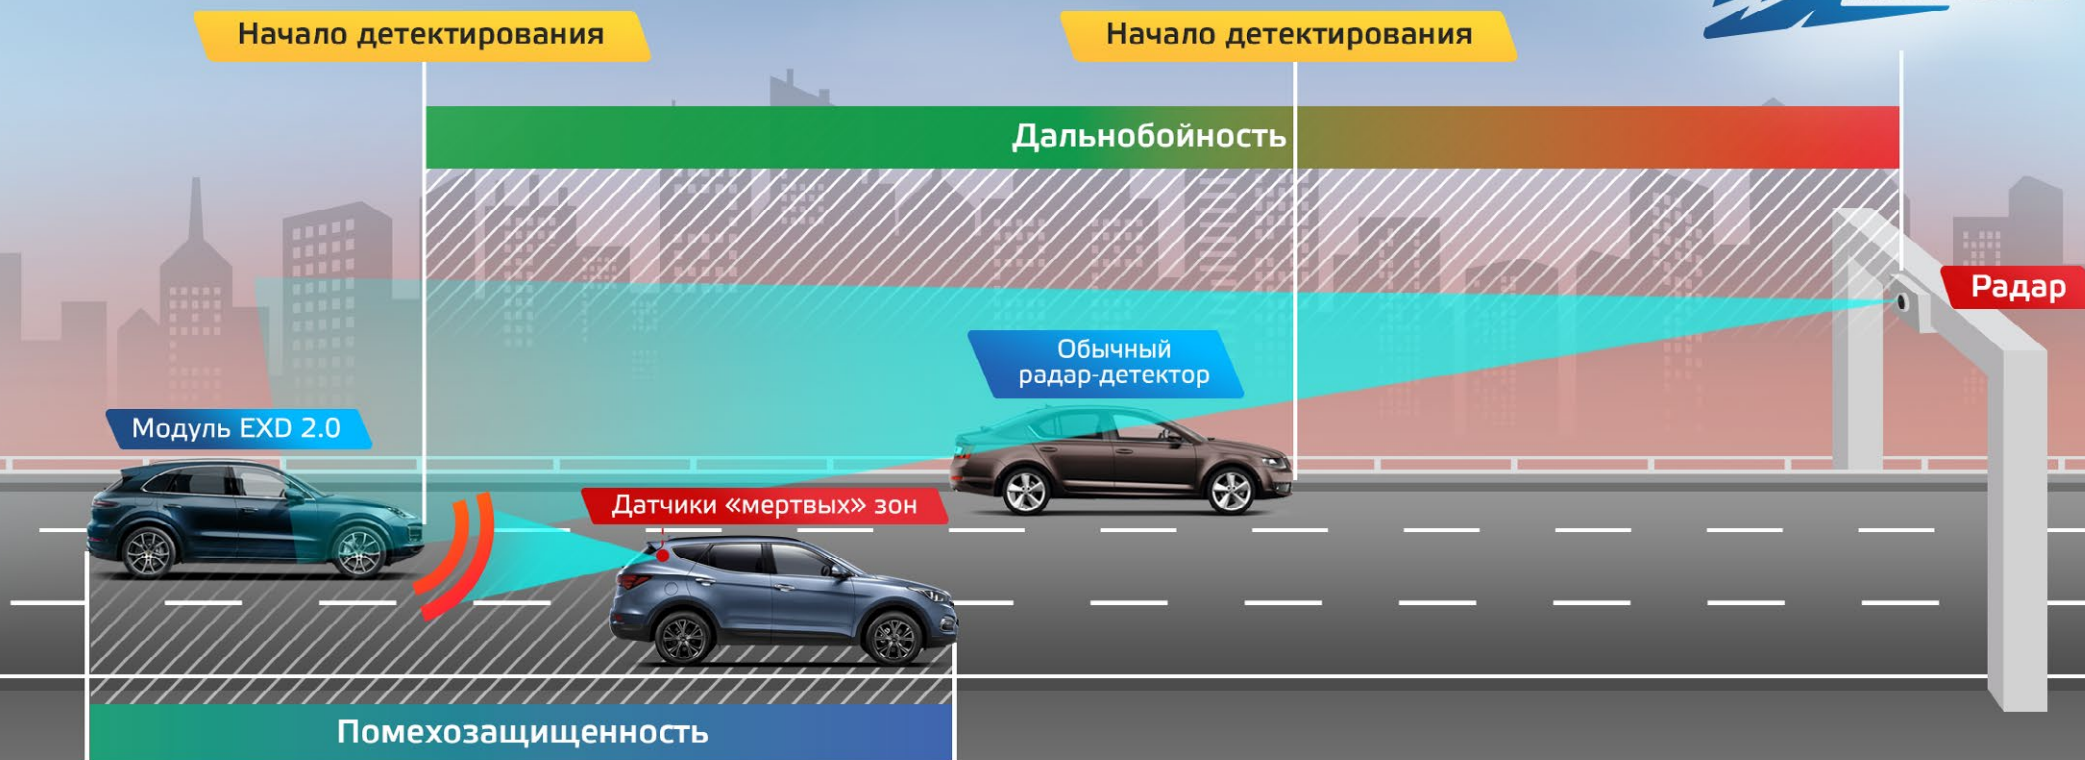 Начало детектирования
Начало детектирования
Дальнобойность
Радар
Обычный
радар-детектор
Модуль EXD 2.0
Датчики «мертвых» зон
Помехозащищенность